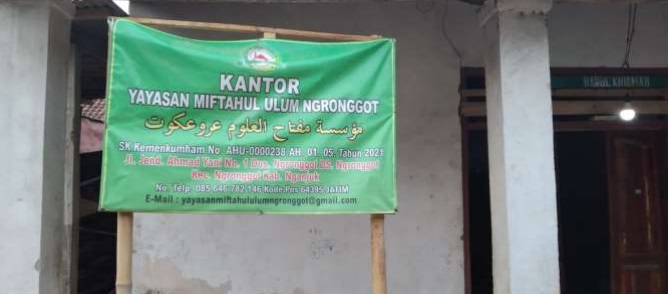 KANTOR
YAYASAN MIFTAHUL ULUM NGRONGGOT
مؤسسة مفتاح العلوم عروعكوت
SK Kemenkumham No. AHU-0000238 AH 01. 05. Tahun 2021
Jl. Jend. Ahmad Yani No. 1 Dus. Ngronggot Ds. Ngronggot
Kec. Ngronggot Kab. Nganjuk
No. Telp. 085 646 782 146 Kode Pos 64395 JATIM
E-Mail : yayasanmiftahululumngronggot@gmail.com